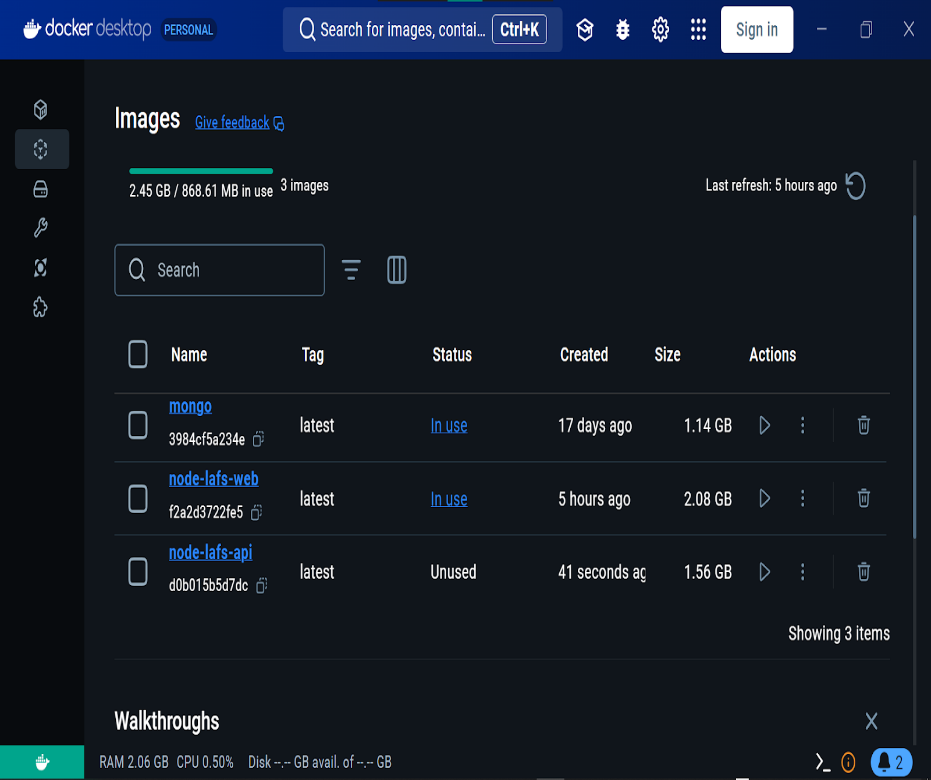 docker desktop PERSONAL
Search for images, contai... Ctrl+K
Sign in
Images Give feedback
2.45 GB / 868.61 MB in use 3 images
Last refresh: 5 hours ago
Search
Name Tag Status Created Size Actions
mongo
3984cf5a234e
latest In use 17 days ago 1.14 GB
node-lafs-web
f2a2d3722fe5
latest In use 5 hours ago 2.08 GB
node-lafs-api
d0b015b5d7dc
latest Unused 41 seconds ag 1.56 GB
Showing 3 items
Walkthroughs
RAM 2.06 GB CPU 0.50% Disk --.-- GB avail. of --.-- GB
2